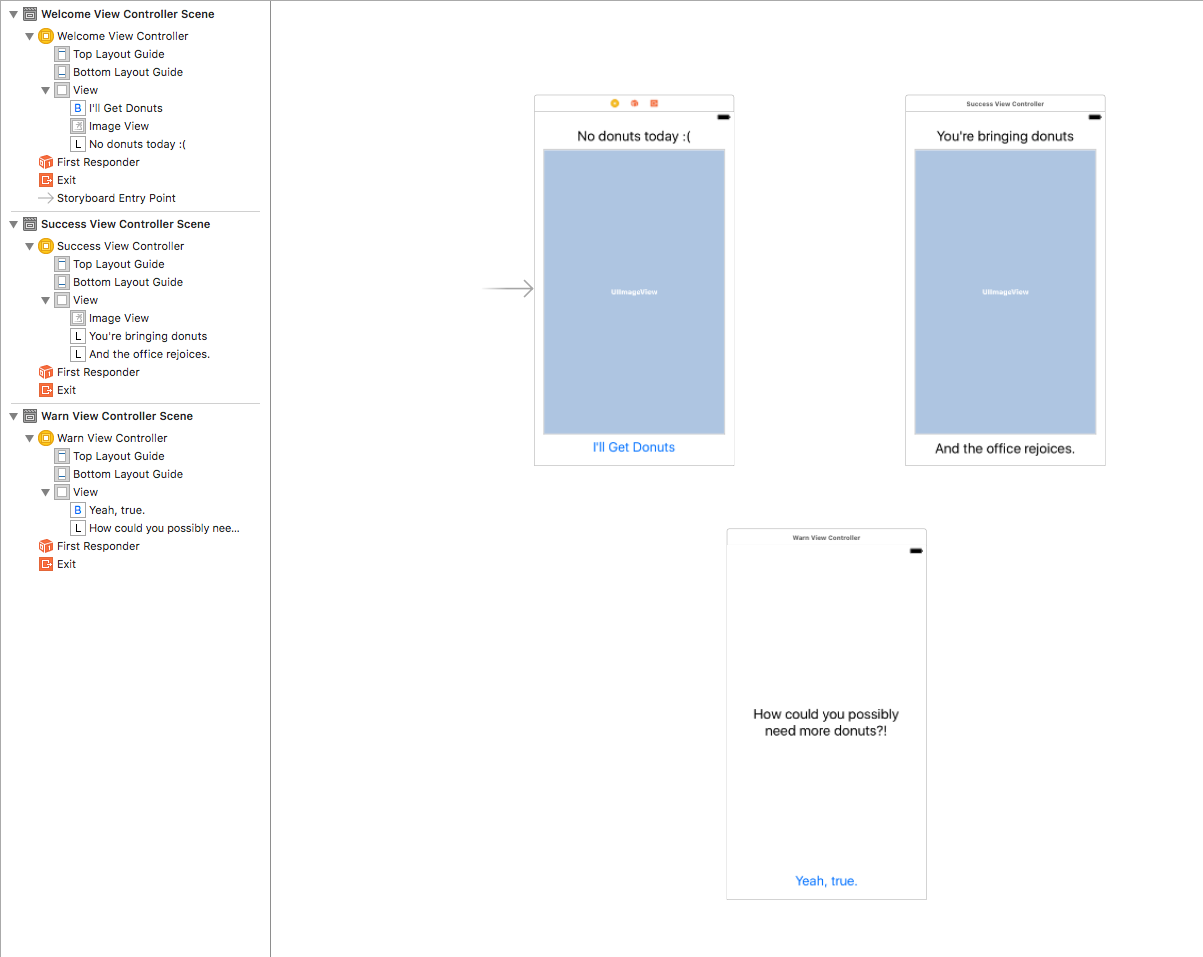 Welcome View Controller Scene
Welcome View Controller
Top Layout Guide
Bottom Layout Guide
View
B I'll Get Donuts
Image View
L No donuts today :(
First Responder
Exit
Storyboard Entry Point
Success View Controller Scene
Success View Controller
Top Layout Guide
Bottom Layout Guide
View
Image View
L You're bringing donuts
L And the office rejoices.
First Responder
Exit
Warn View Controller Scene
Warn View Controller
Top Layout Guide
Bottom Layout Guide
View
B Yeah, true.
L How could you possibly nee...
First Responder
Exit
No donuts today :(
UIImageView
I'll Get Donuts
Success View Controller
You're bringing donuts
UIImageView
And the office rejoices.
Warn View Controller
How could you possibly
need more donuts?!
Yeah, true.